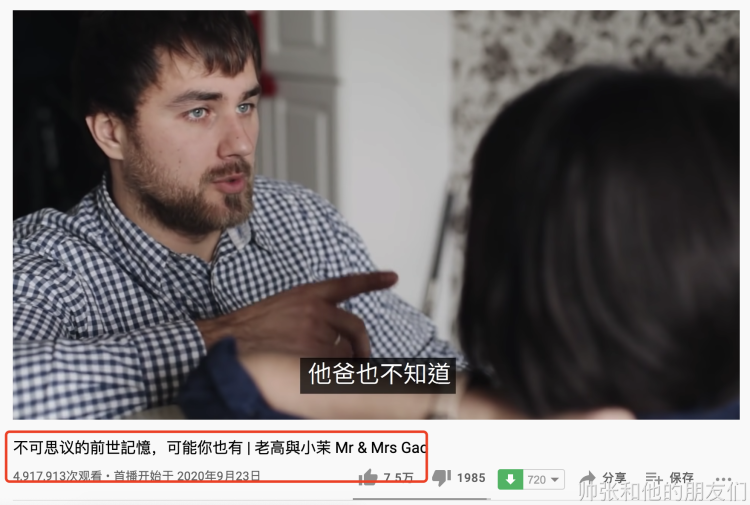 他爸也不知道
不可思议的前世記憶，可能你也有 | 老高與小茉 Mr & Mrs Gao
4,917,913次观看 • 首播开始于 2020年9月23日 7.5万 1985 720 分享 保存
帅张和他的朋友们